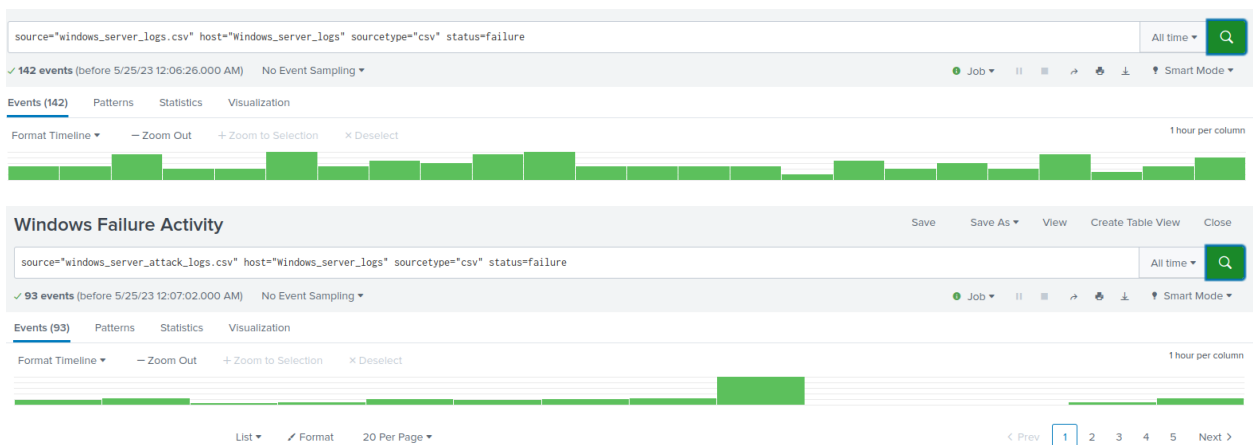 source="windows_server_logs.csv" host="Windows_server_logs" sourcetype="csv" status=failure All time
142 events (before 5/25/23 12:06:26.000 AM) No Event Sampling Job Smart Mode
Events (142) Patterns Statistics Visualization
Format Timeline — Zoom Out + Zoom to Selection × Deselect 1 hour per column
Windows Failure Activity Save Save As View Create Table View Close
source="windows_server_attack_logs.csv" host="Windows_server_logs" sourcetype="csv" status=failure All time
93 events (before 5/25/23 12:07:02.000 AM) No Event Sampling Job Smart Mode
Events (93) Patterns Statistics Visualization
Format Timeline — Zoom Out + Zoom to Selection × Deselect 1 hour per column
List Format 20 Per Page < Prev 1 2 3 4 5 Next >